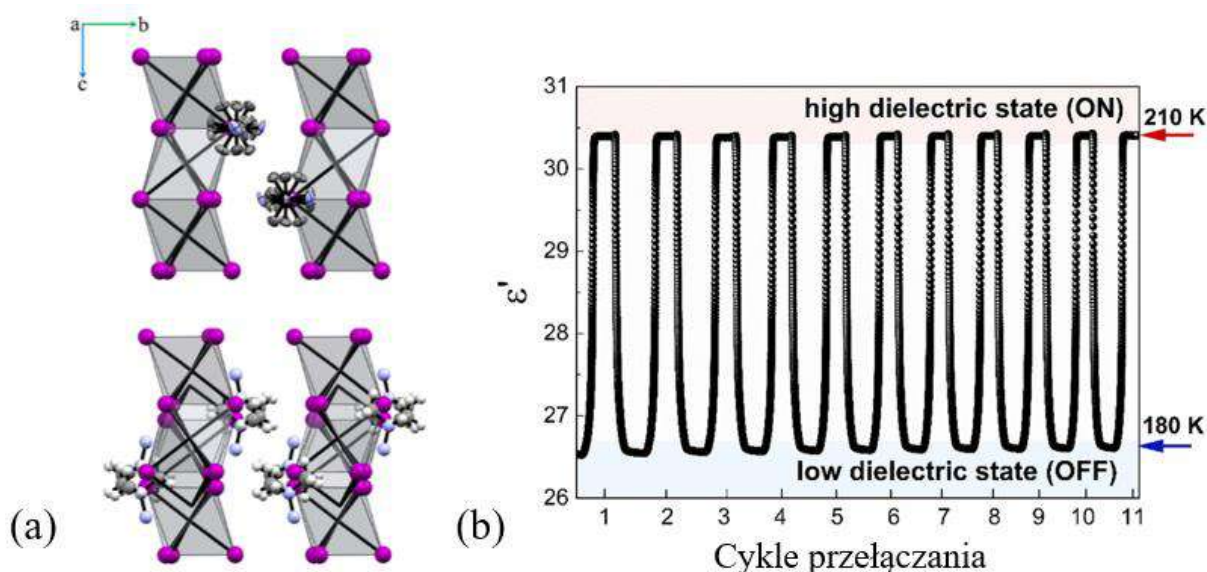 a b
c
(a)
31
30
29
28
27
26
ε'
high dielectric state (ON)
210 K
180 K
low dielectric state (OFF)
1 2 3 4 5 6 7 8 9 10 11
Cykle przełączania
(b)